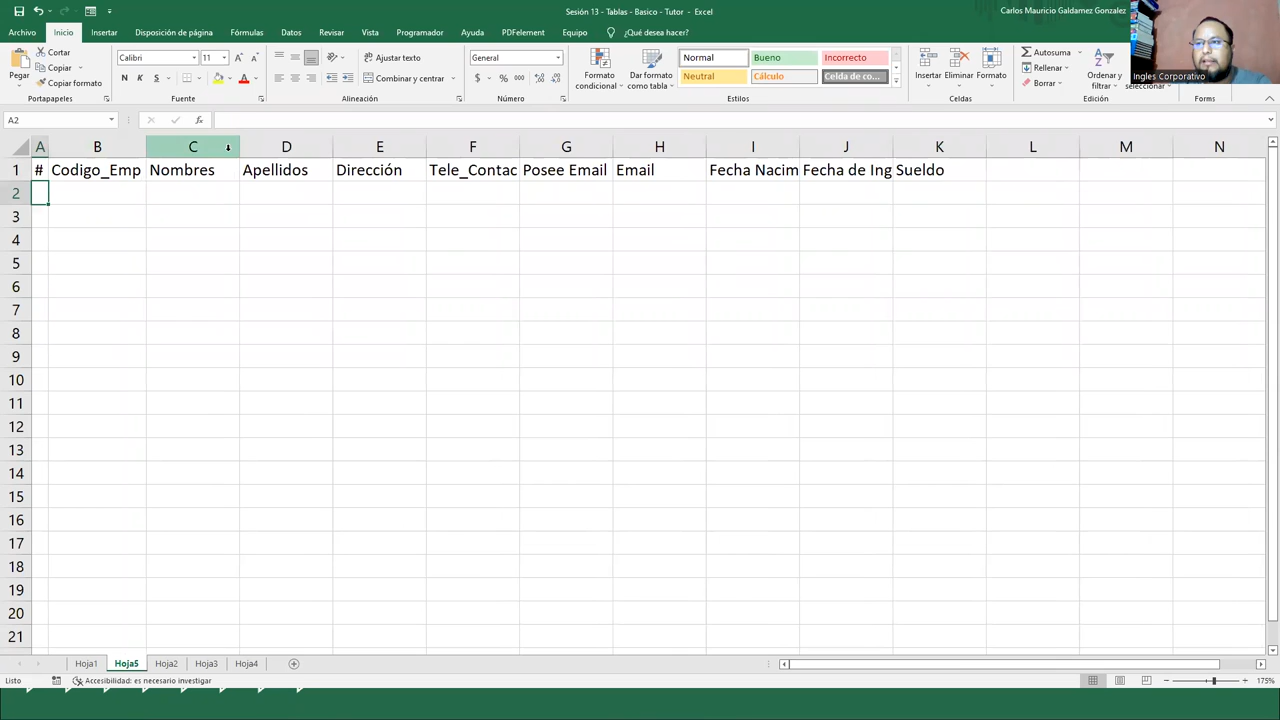 Sesión 13 - Tablas - Basico - Tutor - Excel
Carlos Mauricio Galdamez Gonzalez
Archivo Inicio Insertar Disposición de página Fórmulas Datos Revisar Vista Programador Ayuda PDFelement Equipo ¿Qué desea hacer?
Pegar
Cortar
Copiar
Copiar formato
Portapapeles
Calibri 11
N K S
Fuente
Ajustar texto
Combinar y centrar
Alineación
General
$ % 000
Número
Formato condicional
Dar formato como tabla
Normal Bueno Incorrecto
Neutral Cálculo Celda de co...
Estilos
Insertar Eliminar Formato
Celdas
Autosuma
Rellenar
Borrar
Ordenar y filtrar
seleccionar
Edición
Forms
Ingles Corporativo
A2
fx
A B C D E F G H I J K L M N
1 # Codigo_Emp Nombres Apellidos Dirección Tele_Contac Posee Email Email Fecha Nacim Fecha de Ing Sueldo
2
3
4
5
6
7
8
9
10
11
12
13
14
15
16
17
18
19
20
21
Hoja1 Hoja5 Hoja2 Hoja3 Hoja4
Listo Accesibilidad: es necesario investigar 175%